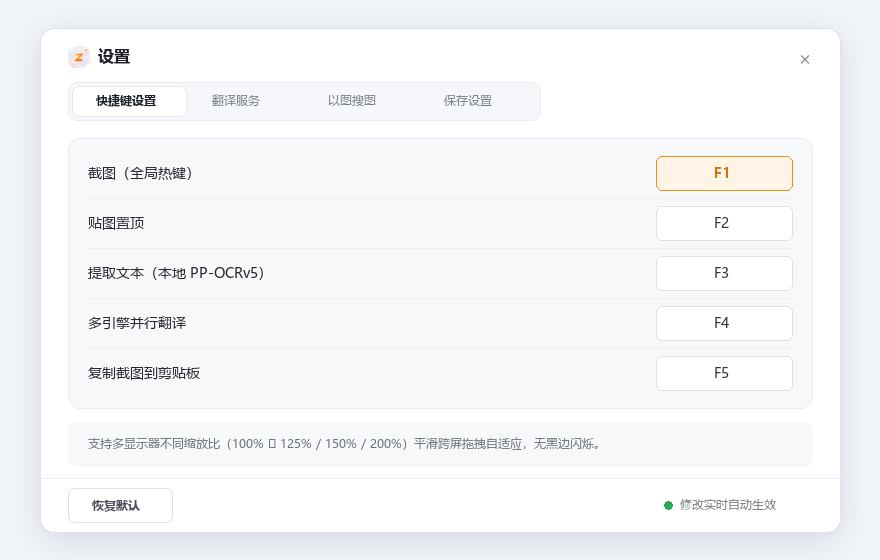 设置
×
快捷键设置 翻译服务 以图搜图 保存设置
截图（全局热键） F1
贴图置顶 F2
提取文本（本地 PP-OCRv5） F3
多引擎并行翻译 F4
复制截图到剪贴板 F5
支持多显示器不同缩放比（100% 125% / 150% / 200%）平滑跨屏拖拽自适应，无黑边闪烁。
恢复默认 修改实时自动生效